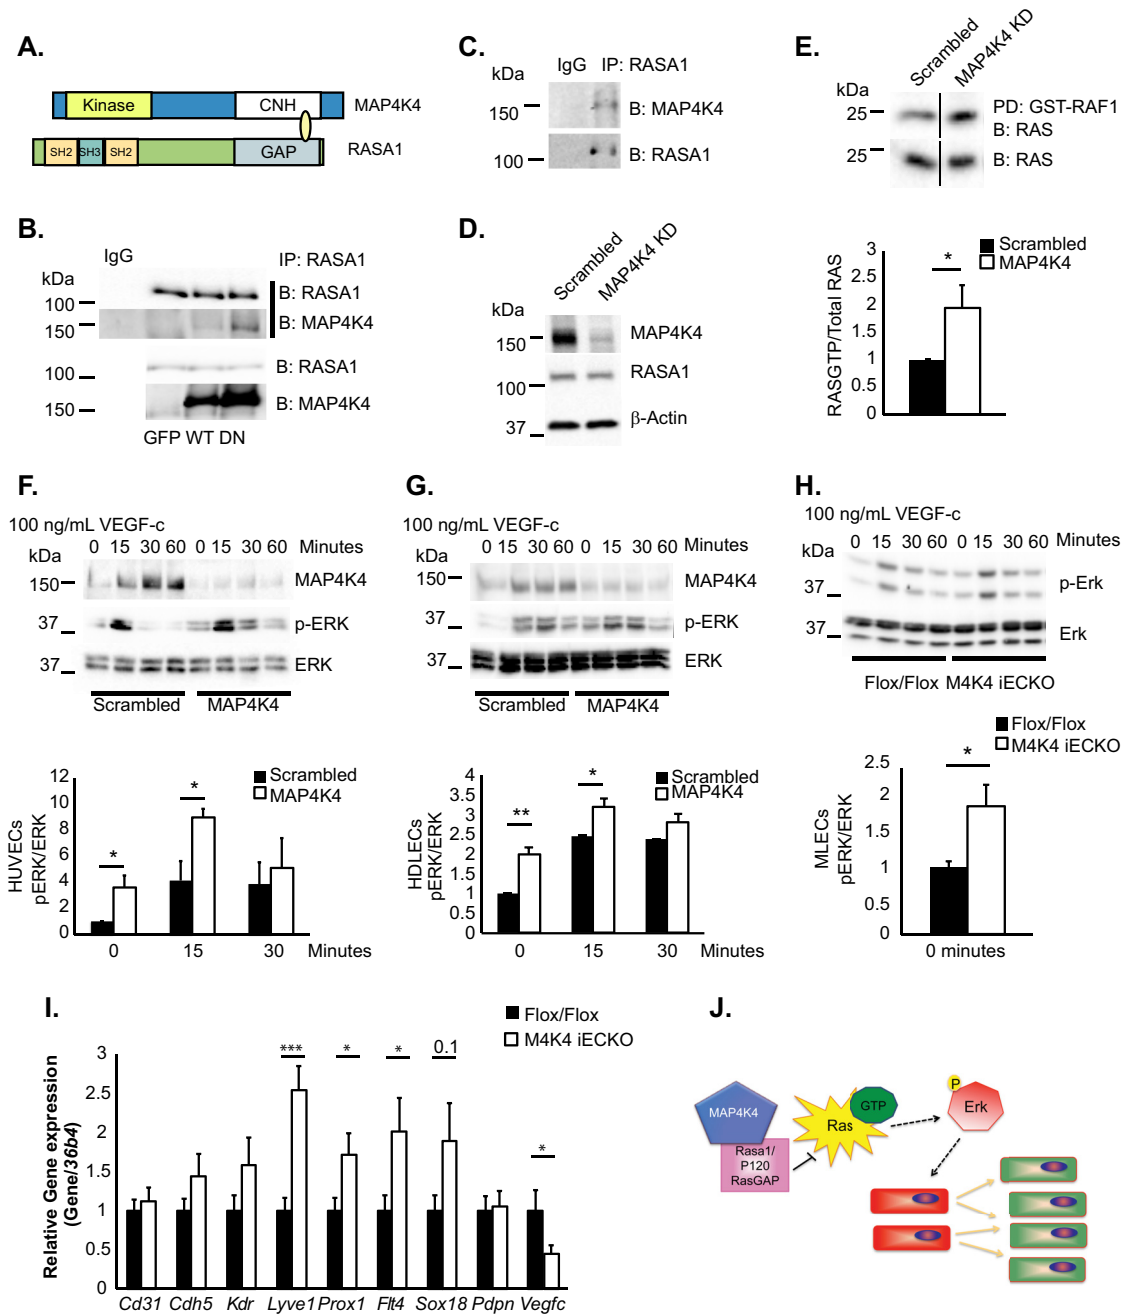 A.
Kinase
CNH
MAP4K4
SH2
SH3
SH2
GAP
RASA1
B.
IgG
IP: RASA1
kDa
100
B: RASA1
150
B: MAP4K4
100
B: RASA1
150
B: MAP4K4
GFP WT DN
C.
IgG IP: RASA1
kDa
150
B: MAP4K4
100
B: RASA1
D.
Scrambled
MAP4K4 KD
kDa
150
MAP4K4
100
RASA1
37
β-Actin
E.
Scrambled
MAP4K4 KD
kDa
25
PD: GST-RAF1
B: RAS
25
B: RAS
Scrambled
MAP4K4
RASGTP/Total RAS
3
2.5
2
1.5
1
0.5
0
*
F.
100 ng/mL VEGF-c
kDa
0 15 30 60 0 15 30 60 Minutes
150
MAP4K4
37
p-ERK
37
ERK
Scrambled MAP4K4
Scrambled
MAP4K4
HUVECs
pERK/ERK
12
10
8
6
4
2
0
*
*
0 15 30 Minutes
G.
100 ng/mL VEGF-c
kDa
0 15 30 60 0 15 30 60 Minutes
150
MAP4K4
37
p-ERK
37
ERK
Scrambled MAP4K4
Scrambled
MAP4K4
HDLECs
pERK/ERK
4
3.5
3
2.5
2
1.5
1
0.5
0
**
*
0 15 30 Minutes
H.
100 ng/mL VEGF-c
0 15 30 60 0 15 30 60 Minutes
kDa
37
p-Erk
37
Erk
Flox/Flox M4K4 iECKO
Flox/Flox
M4K4 iECKO
MLECs
pERK/ERK
2.5
2
1.5
1
0.5
0
*
0 minutes
I.
Flox/Flox
M4K4 iECKO
Relative Gene expression
(Gene/36b4)
3
2.5
2
1.5
1
0.5
0
***
*
*
0.1
*
Cd31 Cdh5 Kdr Lyve1 Prox1 Flt4 Sox18 Pdpn Vegfc
J.
MAP4K4
Rasa1/
P120
RasGAP
Ras
GTP
P
Erk